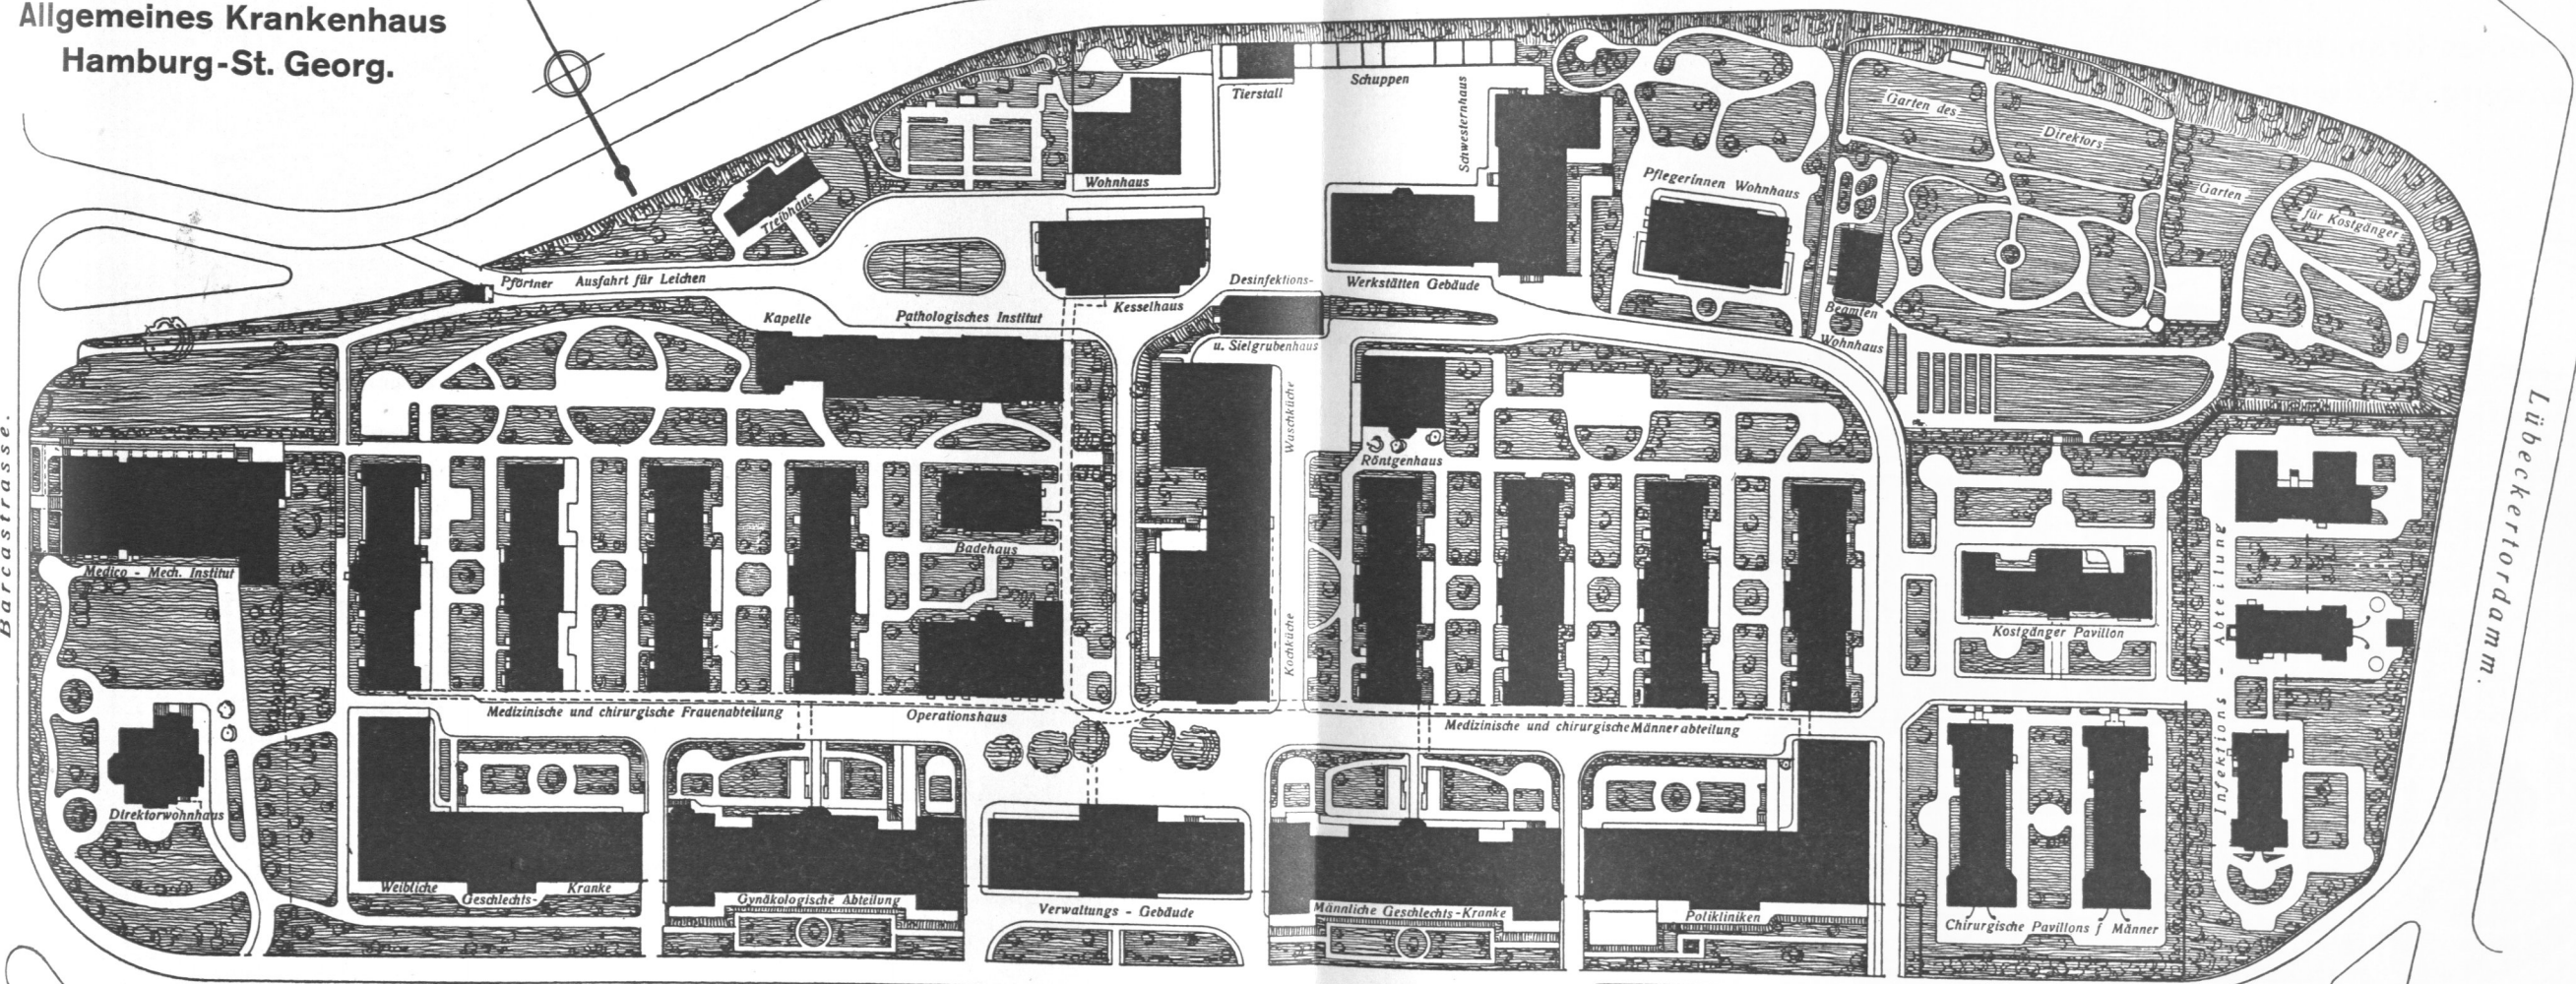 Allgemeines Krankenhaus
Hamburg-St. Georg.
Tierstall
Schuppen
Schwesternhaus
Garten des
Direktors
Wohnhaus
Pflegerinnen Wohnhaus
Garten
für Kostgänger
Treibhaus
Pförtner
Ausfahrt für Leichen
Desinfektions-
Werkstätten Gebäude
Kesselhaus
Kapelle
Pathologisches Institut
Beamten
Wohnhaus
u. Sielgrubenhaus
Waschküche
Röntgenhaus
Barcastrasse.
Lübeckertordamm.
Badehaus
Medico - Mech. Institut
Kochküche
Kostgänger Pavillon
Infektions - Abteilung
Medizinische und chirurgische Frauenabteilung
Operationshaus
Medizinische und chirurgische Männerabteilung
Direktorwohnhaus
Weibliche
Geschlechts-
Kranke
Gynäkologische Abteilung
Verwaltungs - Gebäude
Männliche Geschlechts-Kranke
Polikliniken
Chirurgische Pavillons f Männer